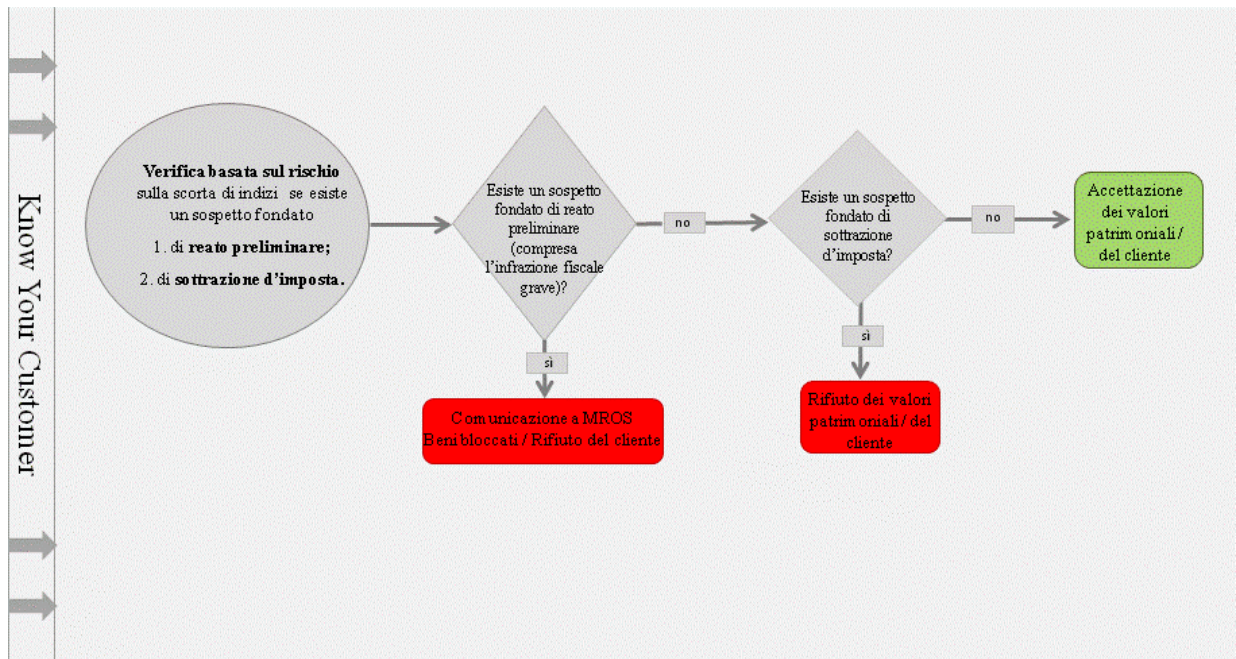 Know Your Customer
Verifica basata sul rischio
sulla scorta di indizi se esiste
un sospetto fondato
1. di reato preliminare;
2. di sottrazione d'imposta.
Esiste un sospetto
fondato di reato
preliminare
(compresa
l'infrazione fiscale
grave)?
no
Esiste un sospetto
fondato di
sottrazione
d'imposta?
no
Accettazione
dei valori
patrimoniali /
del cliente
sì
sì
Comunicazione a MROS
Beni bloccati / Rifiuto del cliente
Rifiuto dei valori
patrimoniali / del
cliente